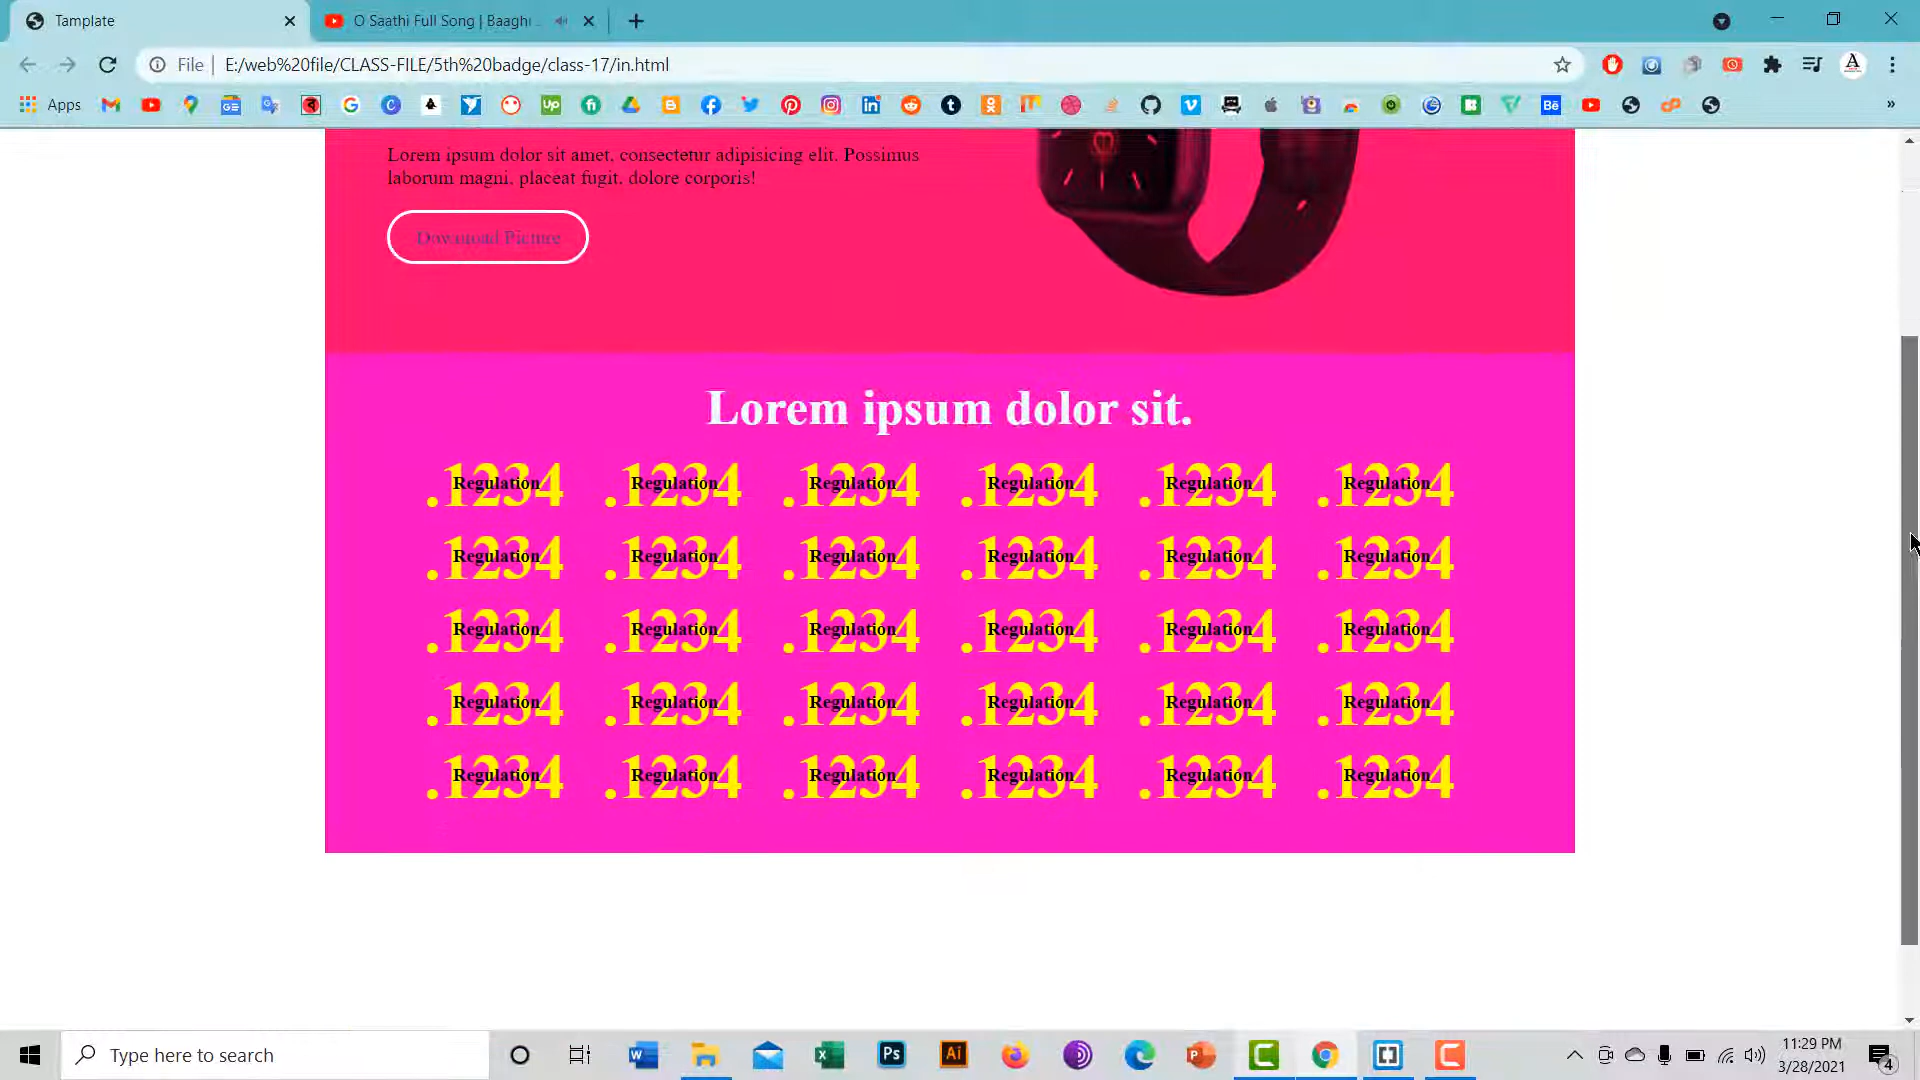 Tamplate
O Saathi Full Song | Baaghi
File
E:/web%20file/CLASS-FILE/5th%20badge/class-17/in.html
Apps
Lorem ipsum dolor sit amet, consectetur adipisicing elit. Possimus
laborum magni, placeat fugit, dolore corporis!
Download Picture
Lorem ipsum dolor sit.
.1234 .1234 .1234 .1234 .1234 .1234
Regulation Regulation Regulation Regulation Regulation Regulation
.1234 .1234 .1234 .1234 .1234 .1234
Regulation Regulation Regulation Regulation Regulation Regulation
.1234 .1234 .1234 .1234 .1234 .1234
Regulation Regulation Regulation Regulation Regulation Regulation
.1234 .1234 .1234 .1234 .1234 .1234
Regulation Regulation Regulation Regulation Regulation Regulation
.1234 .1234 .1234 .1234 .1234 .1234
Regulation Regulation Regulation Regulation Regulation Regulation
Type here to search
11:29 PM
3/28/2021
4